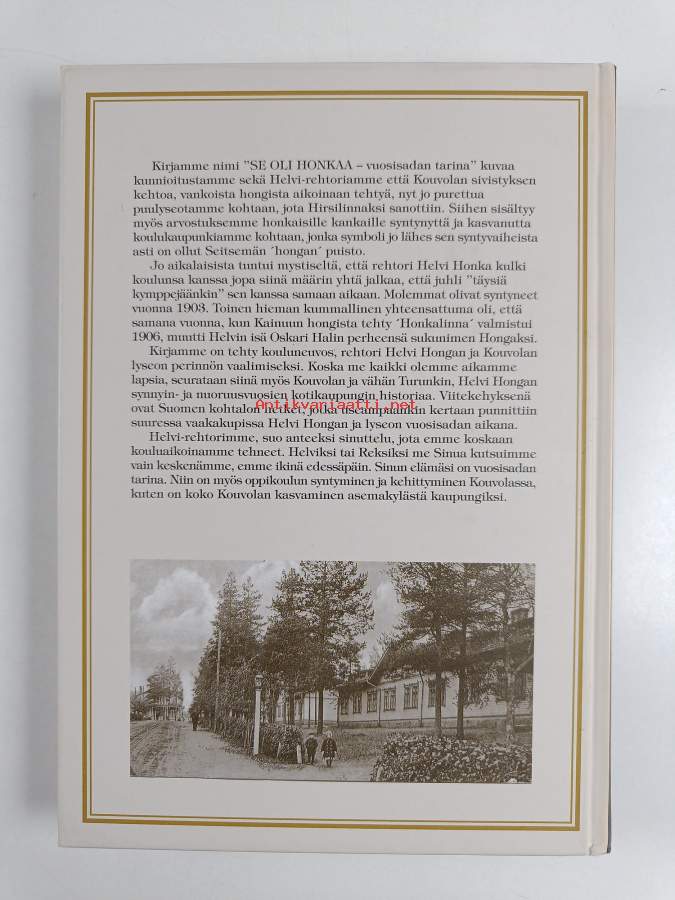 Kirjamme nimi ”SE OLI HONKAA – vuosisadan tarina” kuvaa
kunnioitustamme sekä Helvi-rehtoriamme että Kouvolan sivistyksen
kehtoa, vankoista hongista aikoinaan tehtyä, nyt jo purettua
puulyseotamme kohtaan, jota Hirsilinnaksi sanottiin. Siihen sisältyy
myös arvostuksemme honkaisille kankaille syntynyttä ja kasvanutta
koulukaupunkiamme kohtaan, jonka symboli jo lähes sen syntyvaiheista
asti on ollut Seitsemän ´hongan´ puisto.
Jo aikalaisista tuntui mystiseltä, että rehtori Helvi Honka kulki
koulunsa kanssa jopa siinä määrin yhtä jalkaa, että juhli ”täysiä
kymppejäänkin” sen kanssa samaan aikaan. Molemmat olivat syntyneet
vuonna 1903. Toinen hieman kummallinen yhteensattuma oli, että
samana vuonna, kun Kainuun hongista tehty ´Honkalinna´ valmistui
1906, muutti Helvin isä Oskari Halin perheensä sukunimen Hongaksi.
Kirjamme on tehty kouluneuvos, rehtori Helvi Hongan ja Kouvolan
lyseon perinnön vaalimiseksi. Koska me kaikki olemme aikamme
lapsia, seurataan siinä myös Kouvolan ja vähän Turunkin, Helvi Hongan
synnyin- ja nuoruusvuosien kotikaupungin historiaa. Viitekehyksenä
ovat Suomen kohtalon hetket, jotka useampaankin kertaan punnittiin
suuressa vaakakupissa Helvi Hongan ja lyseon vuosisadan aikana.
Helvi-rehtorimme, suo anteeksi sinuttelu, jota emme koskaan
kouluaikoinamme tehneet. Helviksi tai Reksiksi me Sinua kutsuimme
vain keskenämme, emme ikinä edessäpäin. Sinun elämäsi on vuosisadan
tarina. Niin on myös oppikoulun syntyminen ja kehittyminen Kouvolassa,
kuten on koko Kouvolan kasvaminen asemakylästä kaupungiksi.
Antikvariaatti.net